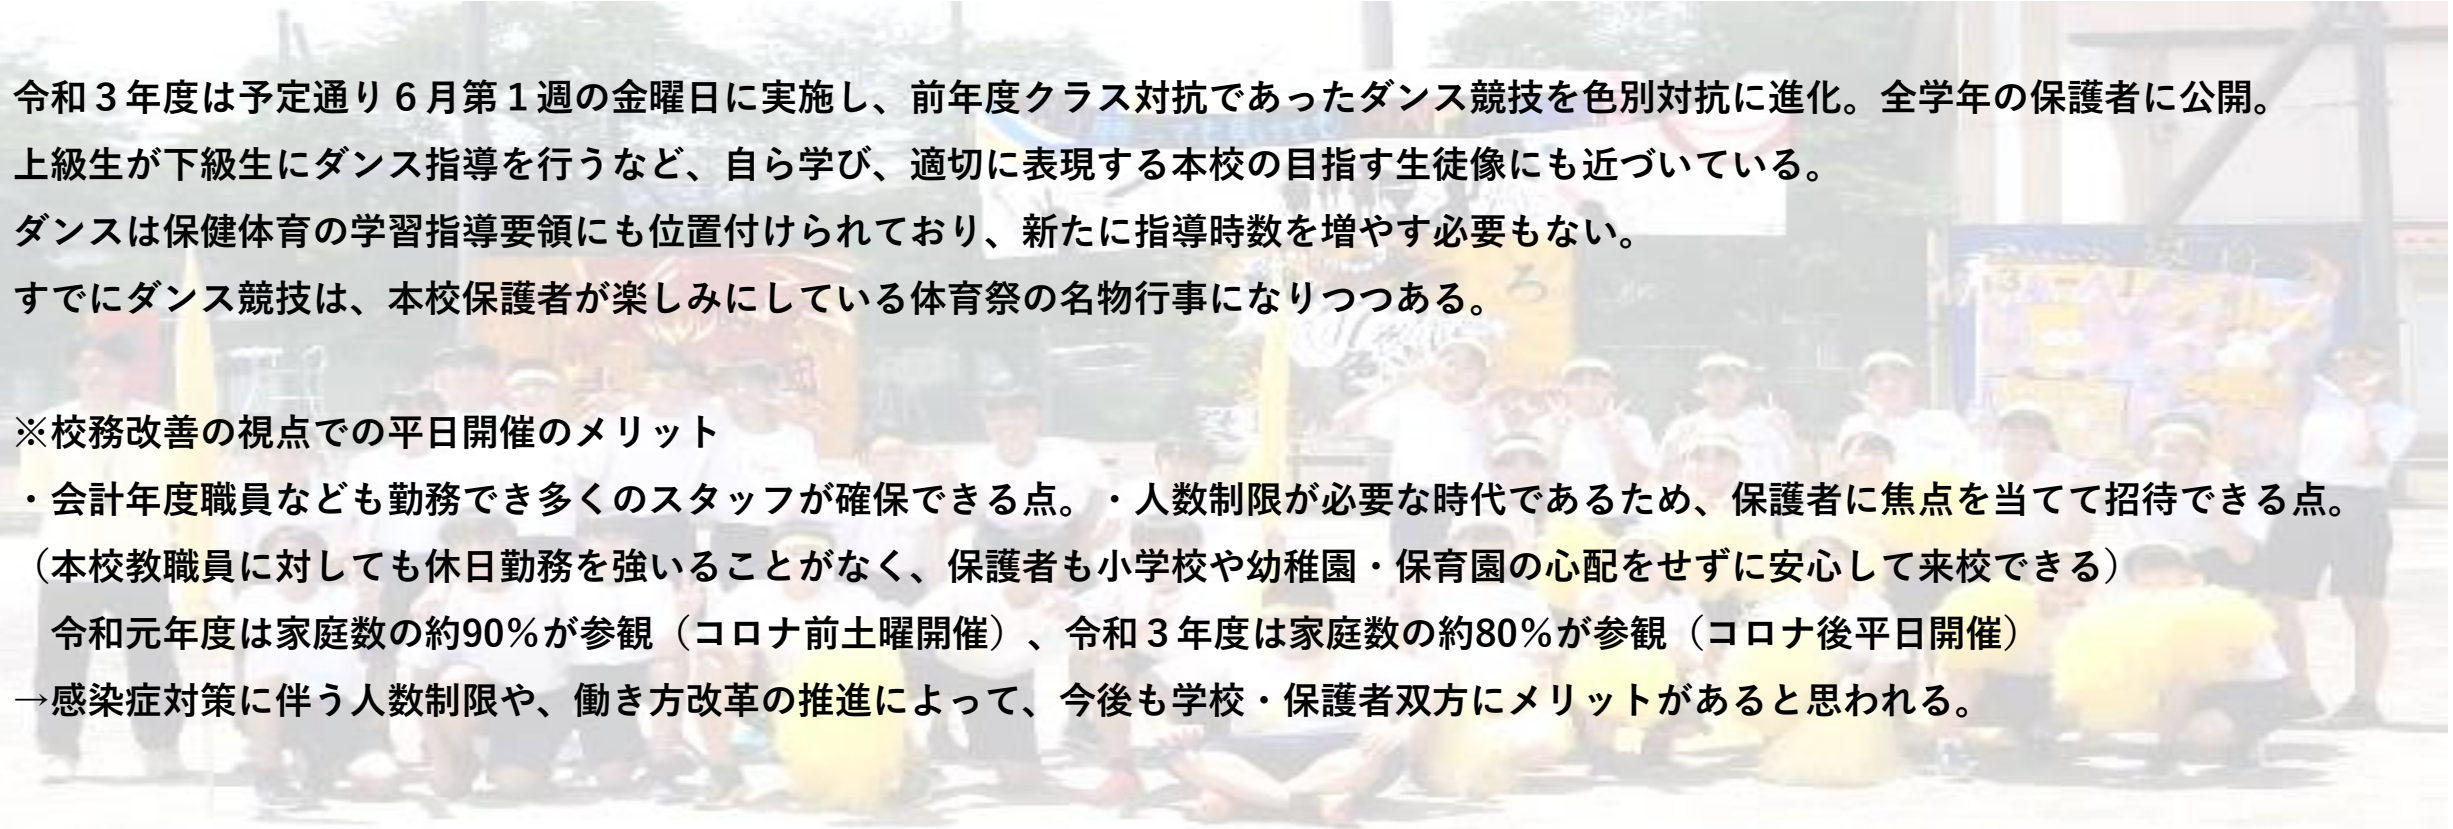 令和３年度は予定通り６月第１週の金曜日に実施し、前年度クラス対抗であったダンス競技を色別対抗に進化。全学年の保護者に公開。
上級生が下級生にダンス指導を行うなど、自ら学び、適切に表現する本校の目指す生徒像にも近づいている。
ダンスは保健体育の学習指導要領にも位置付けられており、新たに指導時数を増やす必要もない。
すでにダンス競技は、本校保護者が楽しみにしている体育祭の名物行事になりつつある。
※校務改善の視点での平日開催のメリット
・会計年度職員なども勤務でき多くのスタッフが確保できる点。・人数制限が必要な時代であるため、保護者に焦点を当てて招待できる点。
（本校教職員に対しても休日勤務を強いることがなく、保護者も小学校や幼稚園・保育園の心配をせずに安心して来校できる）
令和元年度は家庭数の約90％が参観（コロナ前土曜開催）、令和３年度は家庭数の約80％が参観（コロナ後平日開催）
→感染症対策に伴う人数制限や、働き方改革の推進によって、今後も学校・保護者双方にメリットがあると思われる。